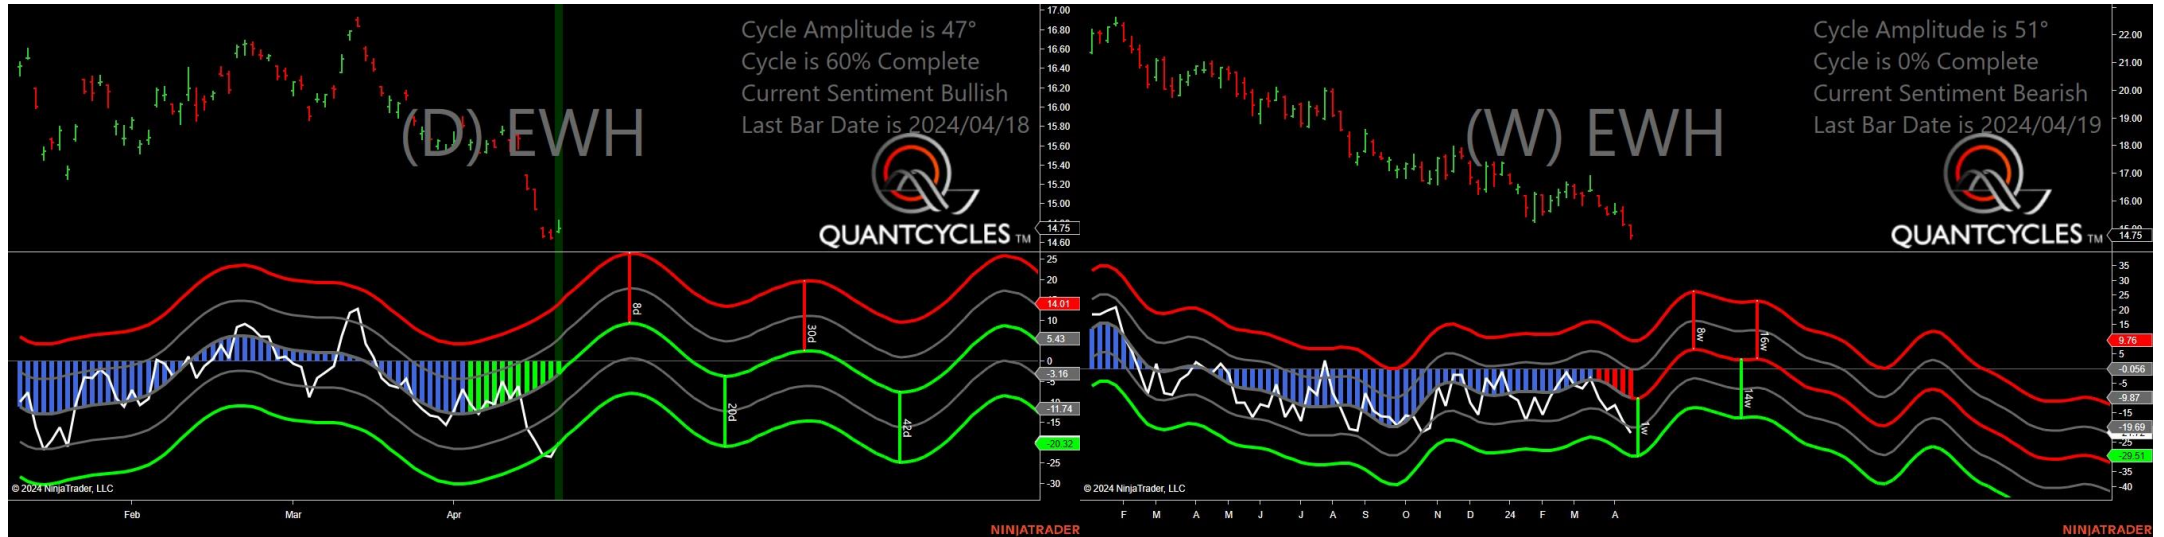 Cycle Amplitude is 47°
Cycle is 60% Complete
Current Sentiment Bullish
Last Bar Date is 2024/04/18
(D) EWH
QUANTCYCLES TM
17.00
16.80
16.60
16.40
16.20
16.00
15.80
15.60
15.40
15.20
15.00
14.75
14.60
25
20
14.01
10
5.43
0
-3.16
-5
-11.74
-15
-20.32
-25
-30
8d
30d
20d
42d
© 2024 NinjaTrader, LLC
Feb Mar Apr
NINJATRADER
Cycle Amplitude is 51°
Cycle is 0% Complete
Current Sentiment Bearish
Last Bar Date is 2024/04/19
(W) EWH
QUANTCYCLES TM
22.00
21.00
20.00
19.00
18.00
17.00
16.00
14.75
35
30
25
20
15
9.76
5
-0.056
-5
-9.87
-15
-19.69
-25
-29.51
-35
-40
8w
16w
1w
14w
© 2024 NinjaTrader, LLC
F M A M J J A S O N D 24 F M A
NINJATRADER